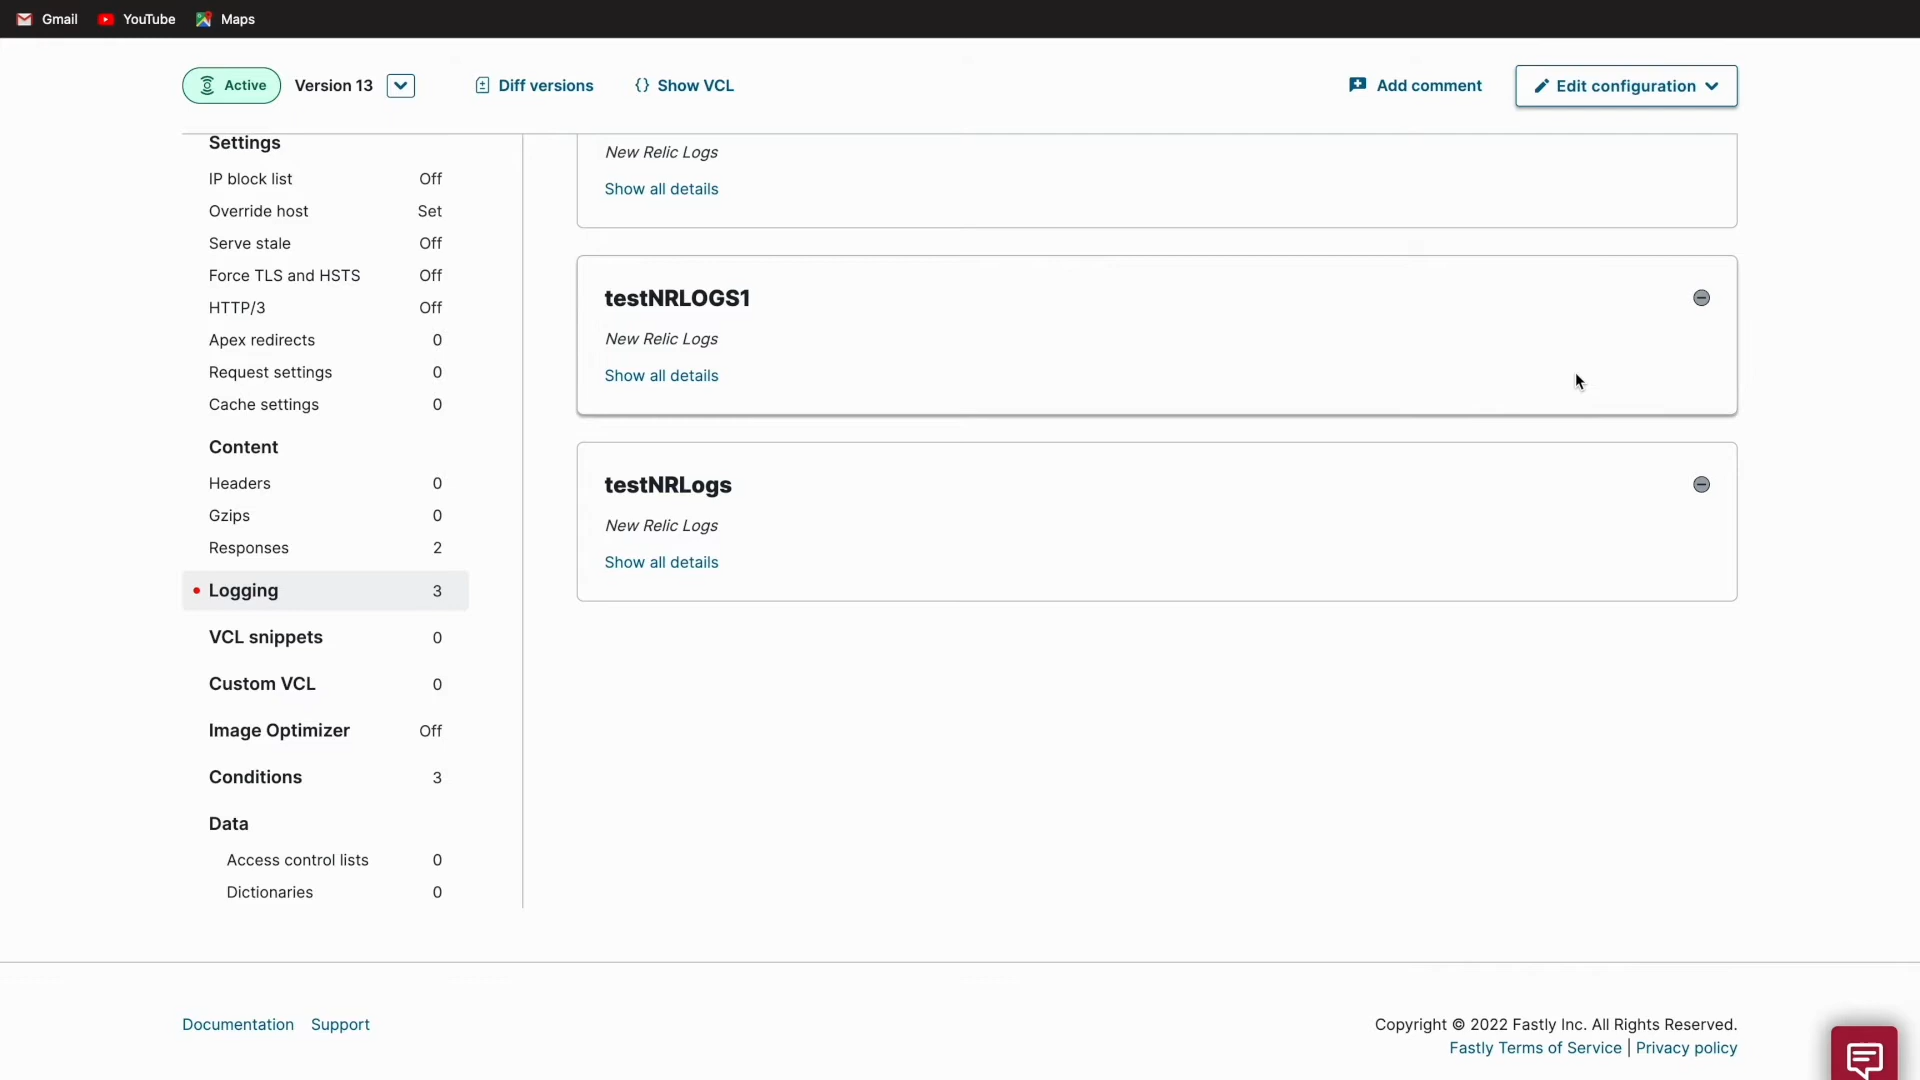 Gmail YouTube Maps
Active Version 13 Diff versions {} Show VCL Add comment Edit configuration
Settings
IP block list Off
Override host Set
Serve stale Off
Force TLS and HSTS Off
HTTP/3 Off
Apex redirects 0
Request settings 0
Cache settings 0
Content
Headers 0
Gzips 0
Responses 2
Logging 3
VCL snippets 0
Custom VCL 0
Image Optimizer Off
Conditions 3
Data
Access control lists 0
Dictionaries 0
New Relic Logs
Show all details
testNRLOGS1
New Relic Logs
Show all details
testNRLogs
New Relic Logs
Show all details
Documentation Support
Copyright © 2022 Fastly Inc. All Rights Reserved.
Fastly Terms of Service | Privacy policy